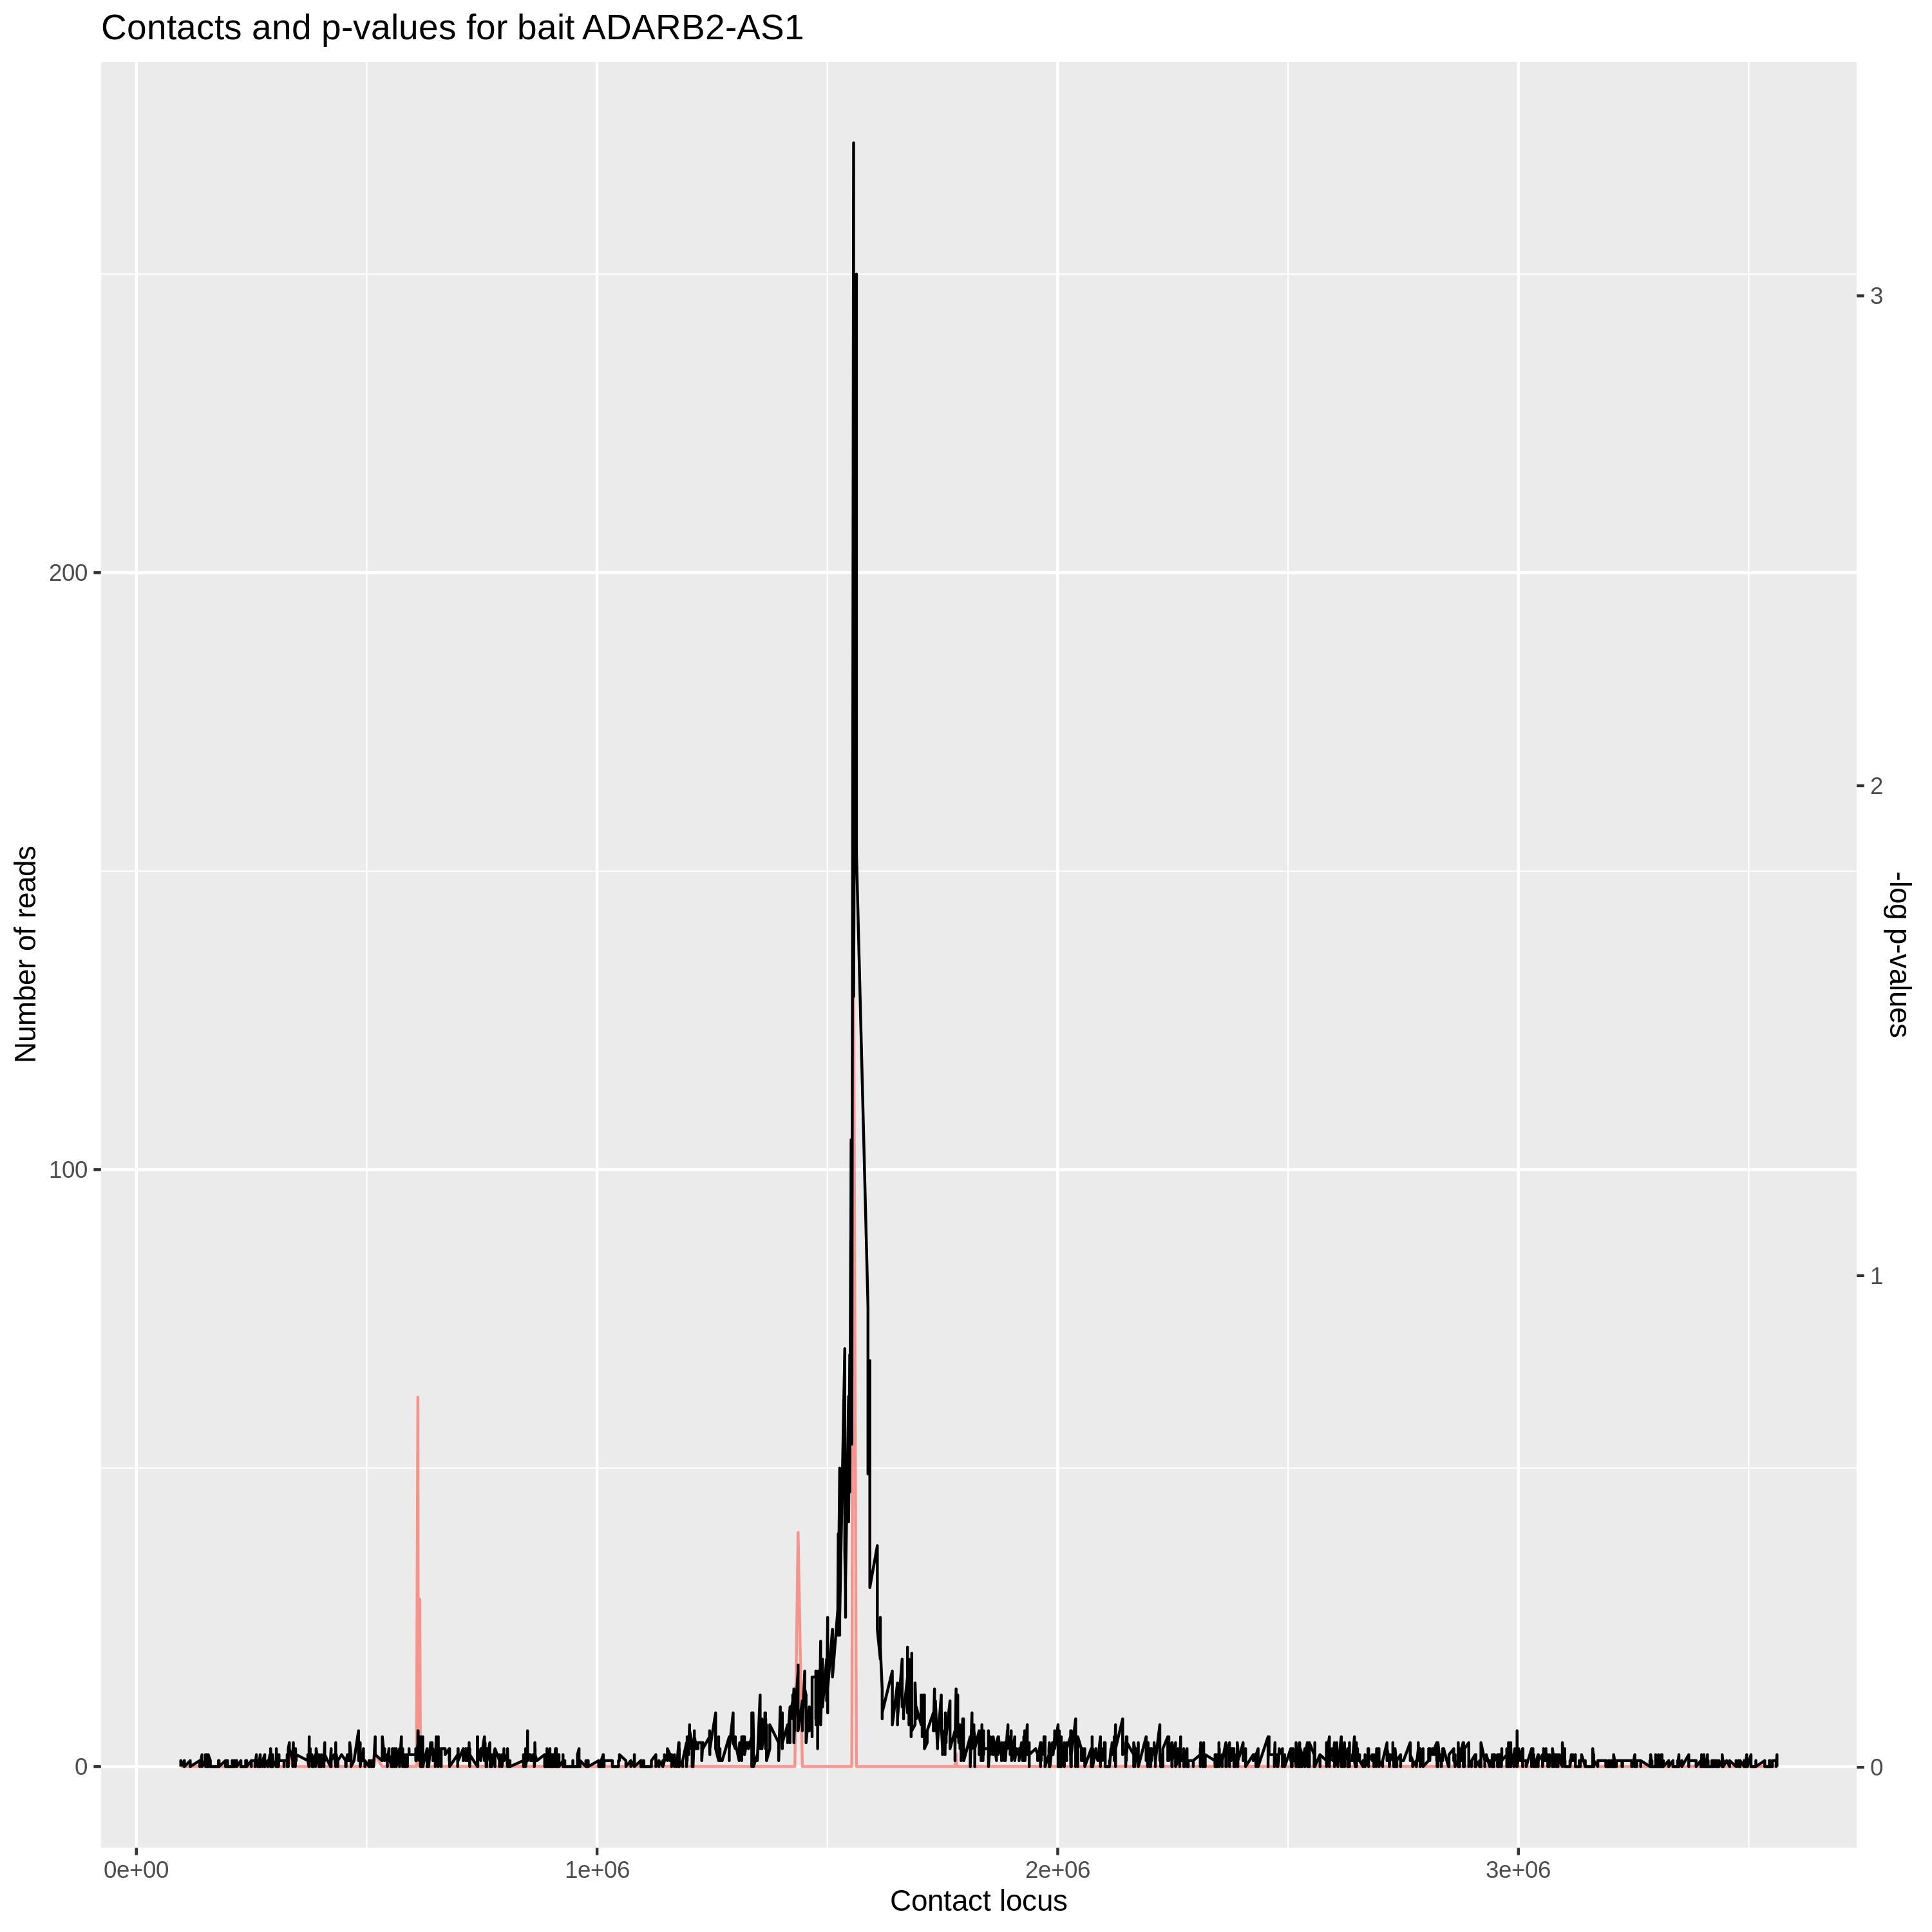 Contacts and p-values for bait ADARB2-AS1
Number of reads
200
100
0
3
2
1
0
-log p-values
0e+00
1e+06
2e+06
3e+06
Contact locus